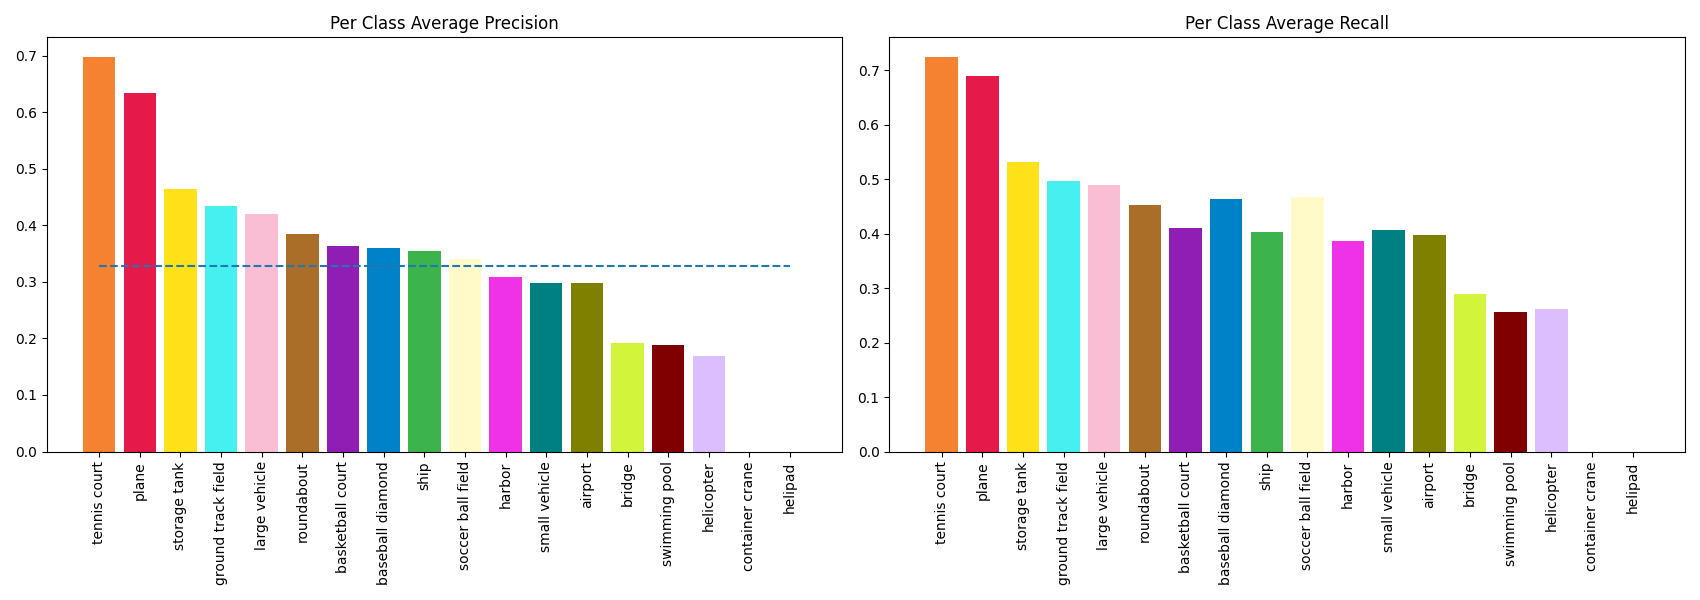 Per Class Average Precision
0.7
0.6
0.5
0.4
0.3
0.2
0.1
0.0
tennis court
plane
storage tank
ground track field
large vehicle
roundabout
basketball court
baseball diamond
ship
soccer ball field
harbor
small vehicle
airport
bridge
swimming pool
helicopter
container crane
helipad
Per Class Average Recall
0.7
0.6
0.5
0.4
0.3
0.2
0.1
0.0
tennis court
plane
storage tank
ground track field
large vehicle
roundabout
basketball court
baseball diamond
ship
soccer ball field
harbor
small vehicle
airport
bridge
swimming pool
helicopter
container crane
helipad